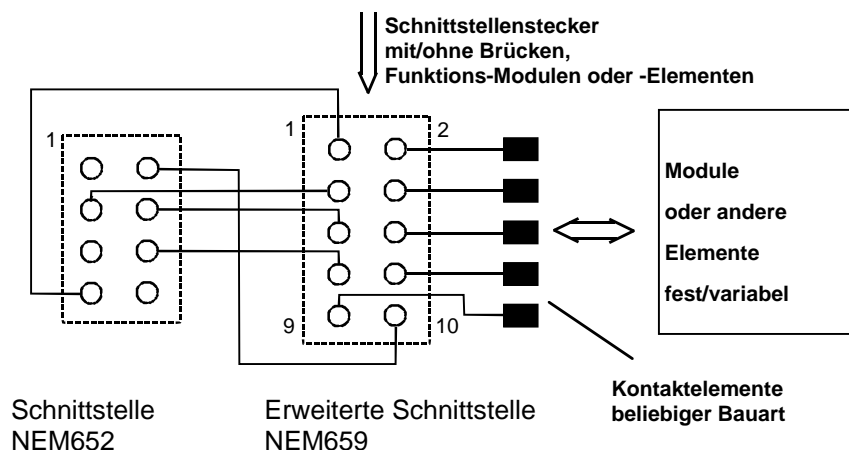 Schnittstellenstecker
mit/ohne Brücken,
Funktions-Modulen oder -Elementen
1
1
2
9
10
Module
oder andere
Elemente
fest/variabel
Kontaktelemente
beliebiger Bauart
Schnittstelle
NEM652
Erweiterte Schnittstelle
NEM659